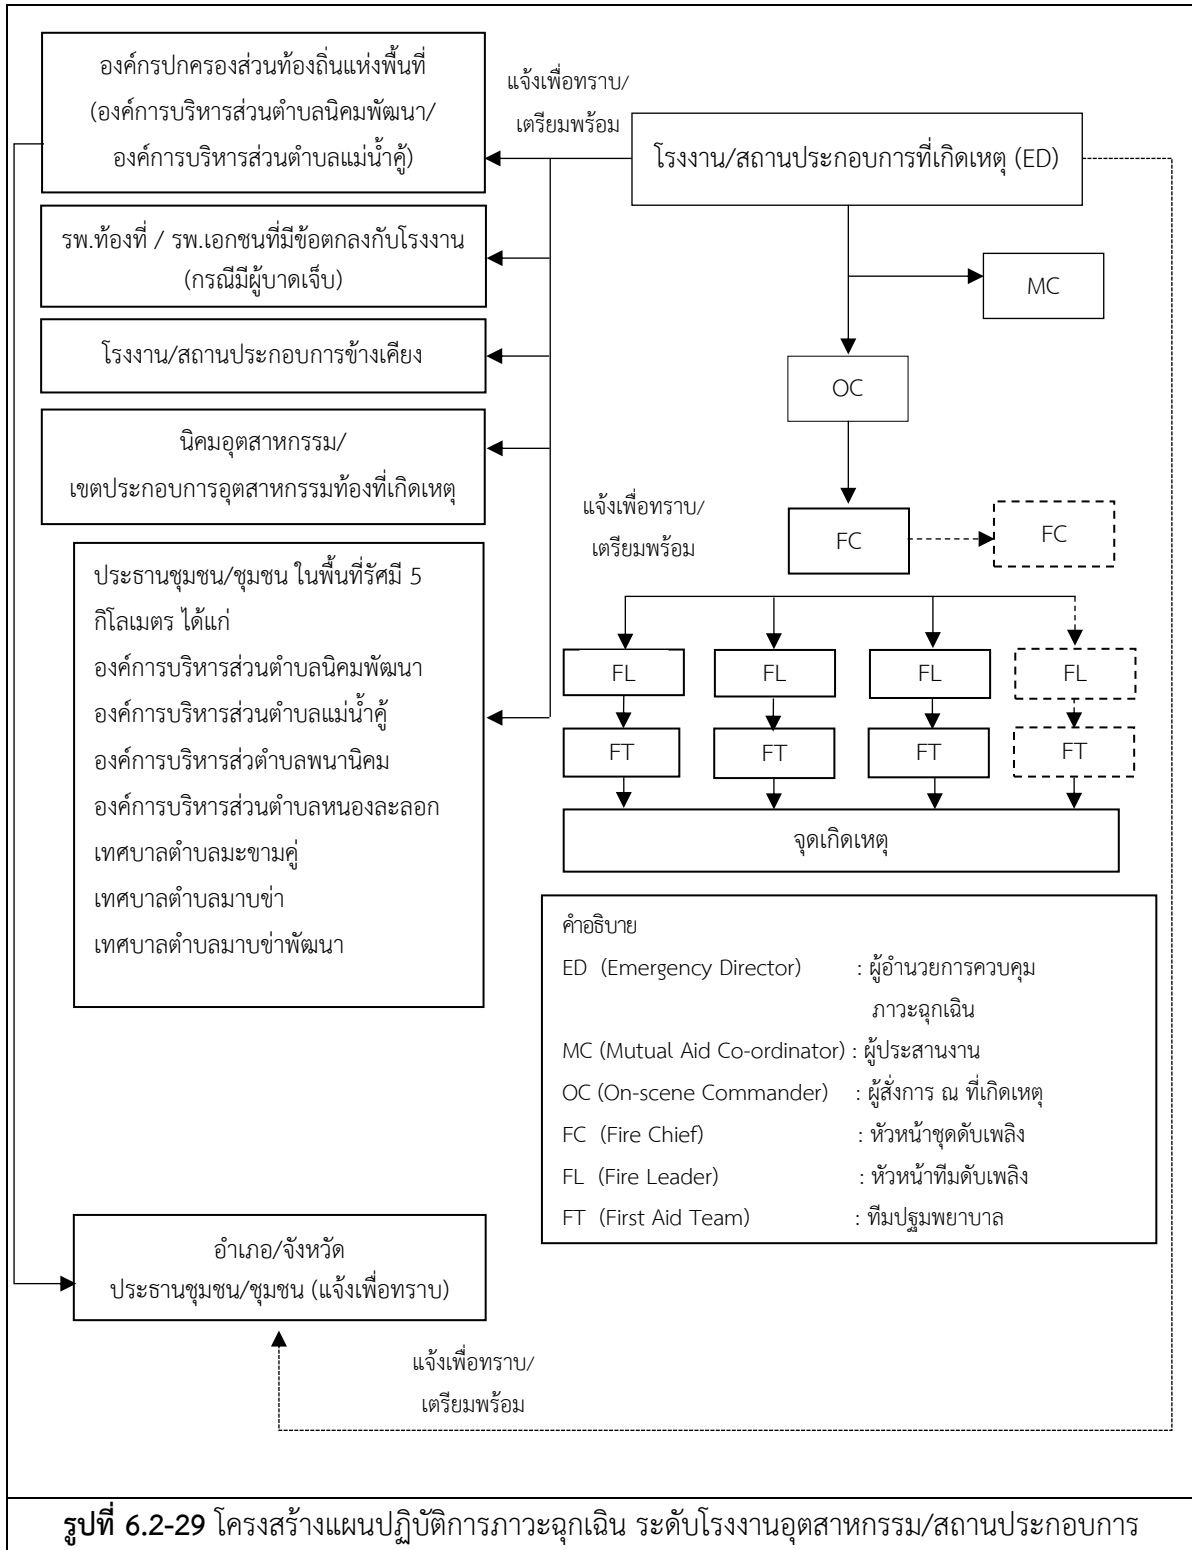 องค์กรปกครองส่วนท้องถิ่นแห่งพื้นที่
(องค์การบริหารส่วนตำบลนิคมพัฒนา/
องค์การบริหารส่วนตำบลแม่น้ำคู้)
แจ้งเพื่อทราบ/
เตรียมพร้อม
โรงงาน/สถานประกอบการที่เกิดเหตุ (ED)
รพ.ท้องที่ / รพ.เอกชนที่มีข้อตกลงกับโรงงาน
(กรณีมีผู้บาดเจ็บ)
MC
โรงงาน/สถานประกอบการข้างเคียง
OC
นิคมอุตสาหกรรม/
เขตประกอบการอุตสาหกรรมท้องที่เกิดเหตุ
แจ้งเพื่อทราบ/
เตรียมพร้อม
FC
FC
ประธานชุมชน/ชุมชน ในพื้นที่รัศมี 5
กิโลเมตร ได้แก่
องค์การบริหารส่วนตำบลนิคมพัฒนา
องค์การบริหารส่วนตำบลแม่น้ำคู้
องค์การบริหารส่วตำบลพนานิคม
องค์การบริหารส่วนตำบลหนองละลอก
เทศบาลตำบลมะขามคู่
เทศบาลตำบลมาบข่า
เทศบาลตำบลมาบข่าพัฒนา
FL
FL
FL
FL
FT
FT
FT
FT
จุดเกิดเหตุ
คำอธิบาย
ED (Emergency Director) : ผู้อำนวยการควบคุม
ภาวะฉุกเฉิน
MC (Mutual Aid Co-ordinator) : ผู้ประสานงาน
OC (On-scene Commander) : ผู้สั่งการ ณ ที่เกิดเหตุ
FC (Fire Chief) : หัวหน้าชุดดับเพลิง
FL (Fire Leader) : หัวหน้าทีมดับเพลิง
FT (First Aid Team) : ทีมปฐมพยาบาล
อำเภอ/จังหวัด
ประธานชุมชน/ชุมชน (แจ้งเพื่อทราบ)
แจ้งเพื่อทราบ/
เตรียมพร้อม
รูปที่ 6.2-29 โครงสร้างแผนปฏิบัติการภาวะฉุกเฉิน ระดับโรงงานอุตสาหกรรม/สถานประกอบการ